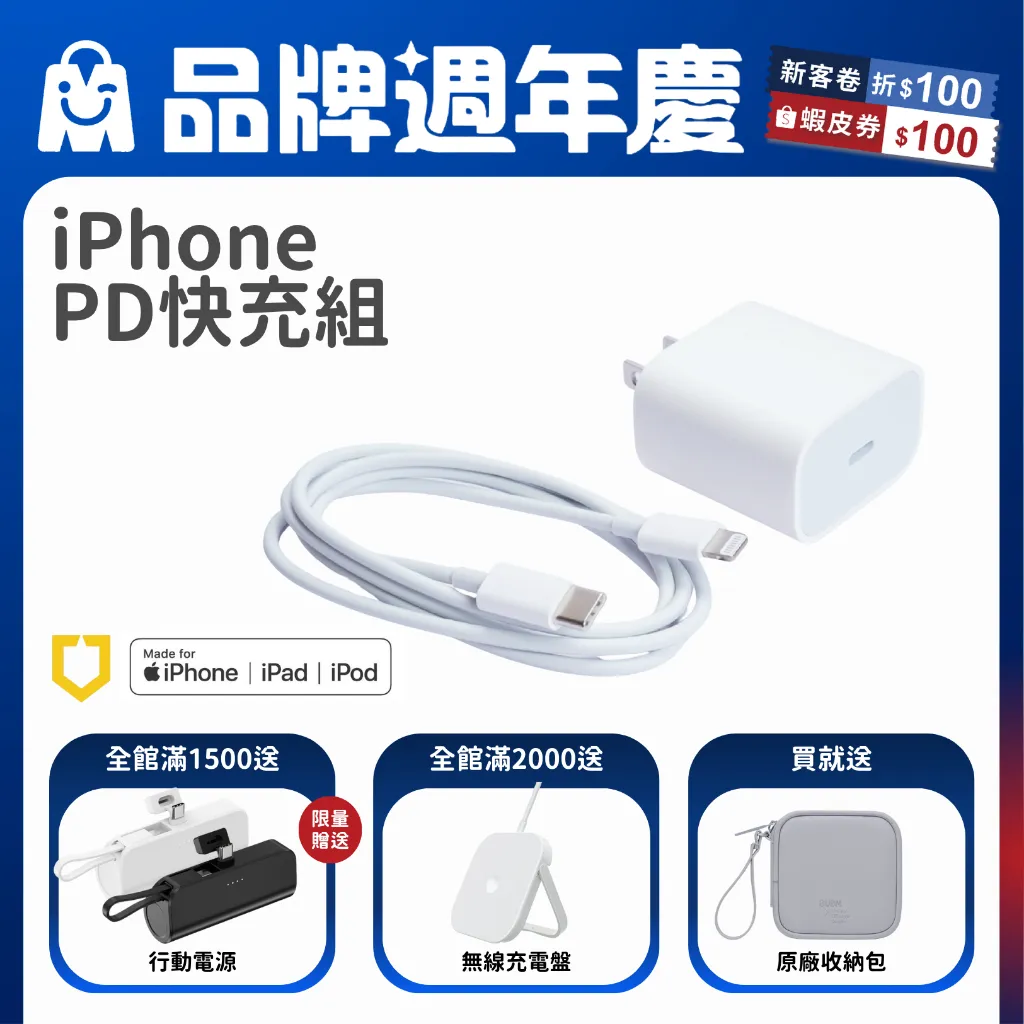 品牌週年慶
新客卷 折$100
蝦皮券 $100
iPhone
PD快充組
Made for
iPhone | iPad | iPod
全館滿1500送
限量
贈送
行動電源
全館滿2000送
無線充電盤
買就送
原廠收納包